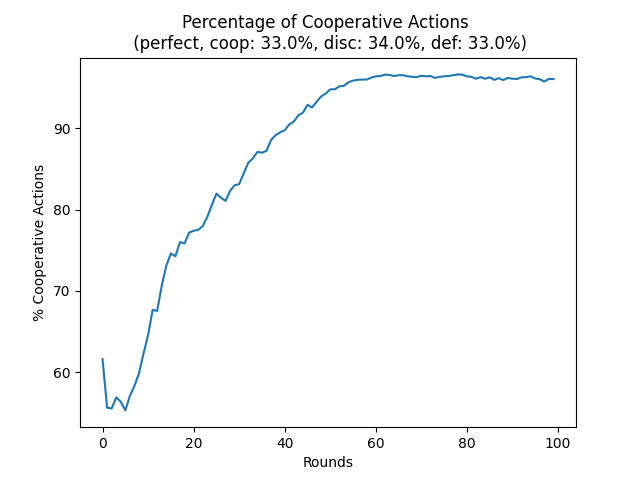 Percentage of Cooperative Actions
(perfect, coop: 33.0%, disc: 34.0%, def: 33.0%)
% Cooperative Actions
90
80
70
60
0 20 40 60 80 100
Rounds